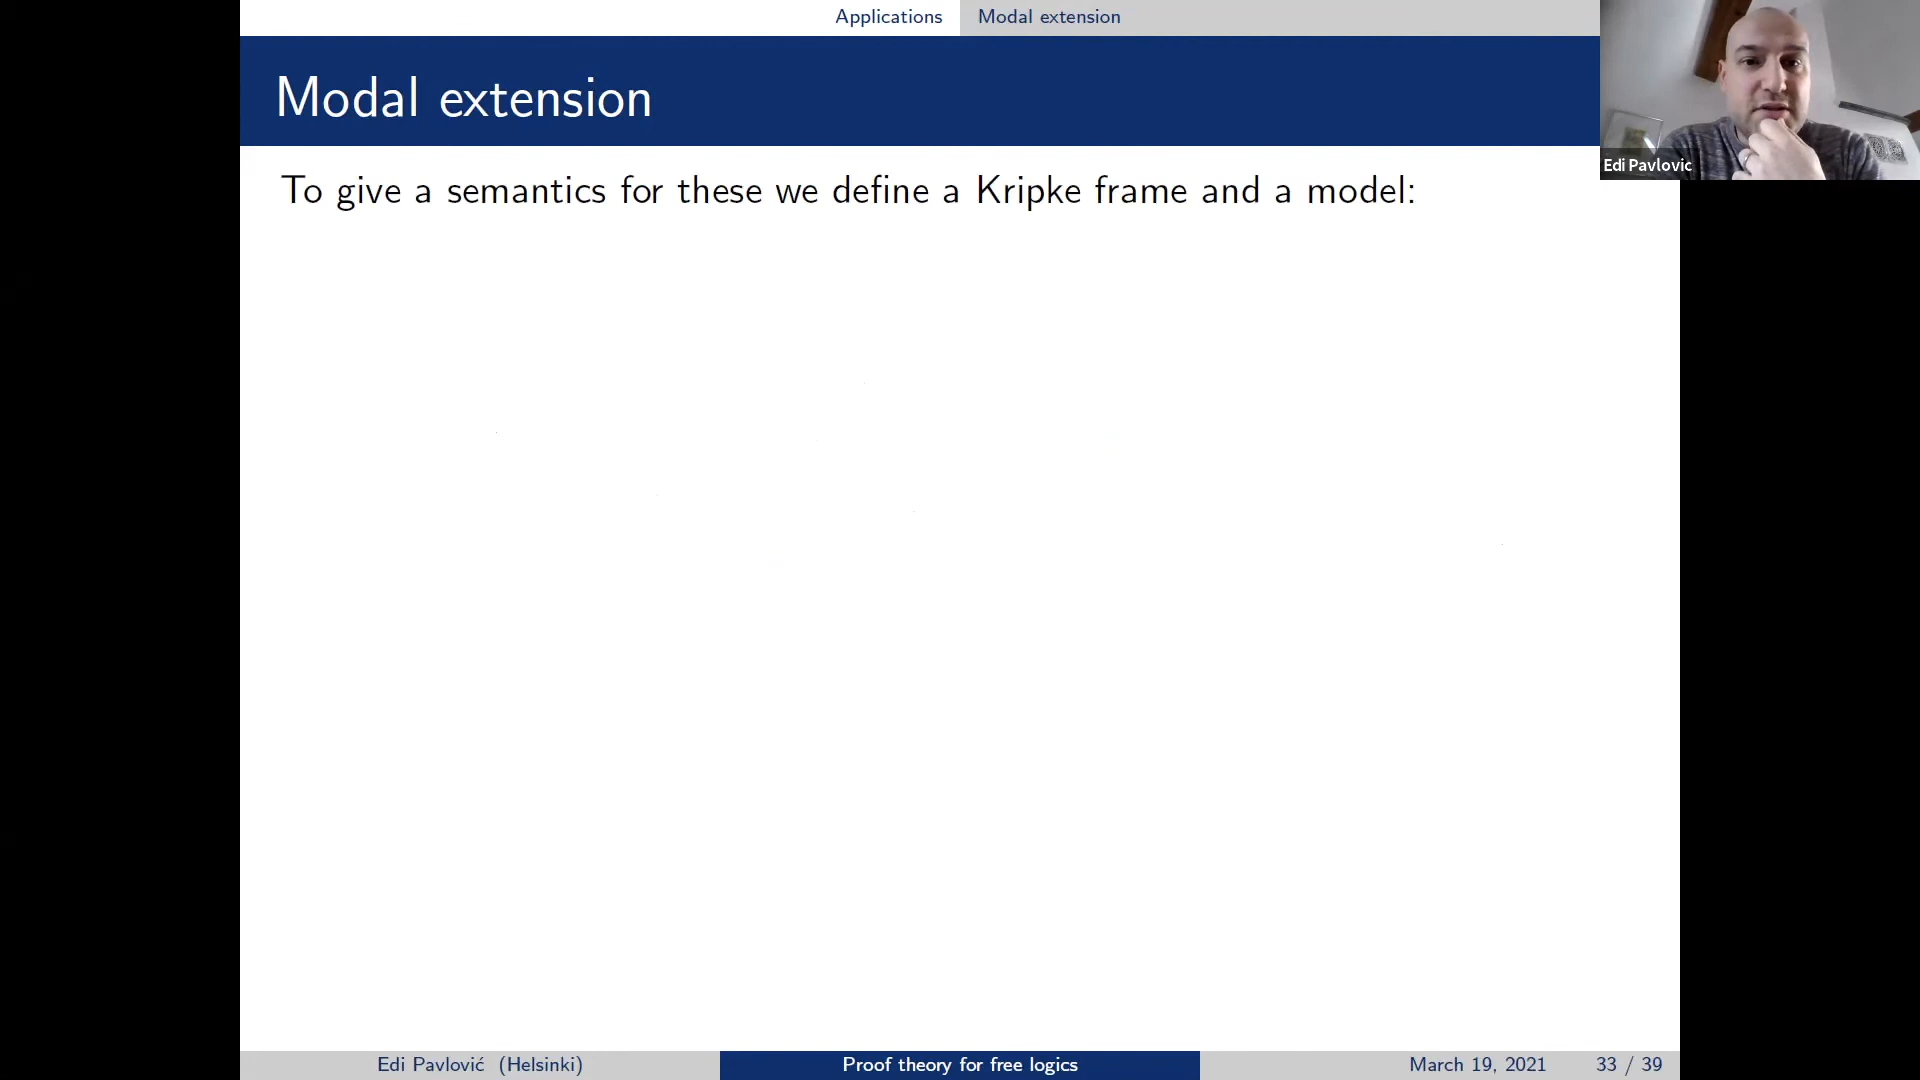 Applications Modal extension
Modal extension
Edi Pavlovic
To give a semantics for these we define a Kripke frame and a model:
Edi Pavlović (Helsinki) Proof theory for free logics March 19, 2021 33 / 39